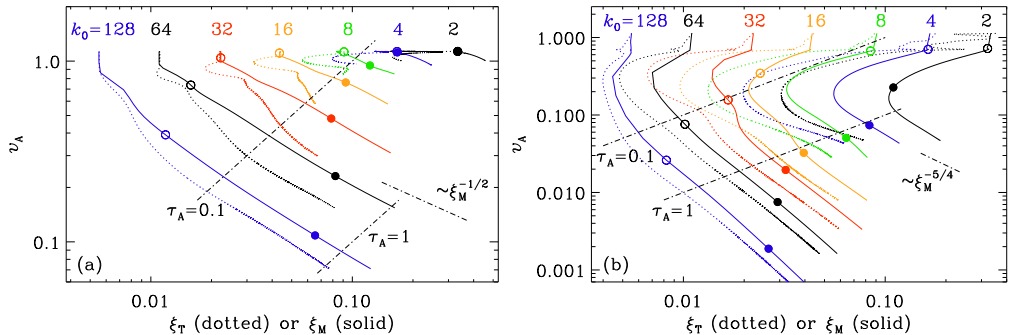 k₀=128 64 32 16 8 4 2
1.0
0.1
v_A
τ_A=0.1
τ_A=1
~ξ_M^{-1/2}
(a)
0.01 0.10
ξ_T (dotted) or ξ_M (solid)
k₀=128 64 32 16 8 4 2
1.000
0.100
0.010
0.001
v_A
τ_A=0.1
τ_A=1
~ξ_M^{-5/4}
(b)
0.01 0.10
ξ_T (dotted) or ξ_M (solid)